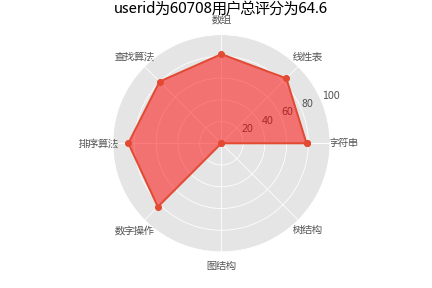 userid为60708用户总评分为64.6
数组
查找算法
线性表
100
80
60
40
20
排序算法
字符串
数字操作
树结构
图结构